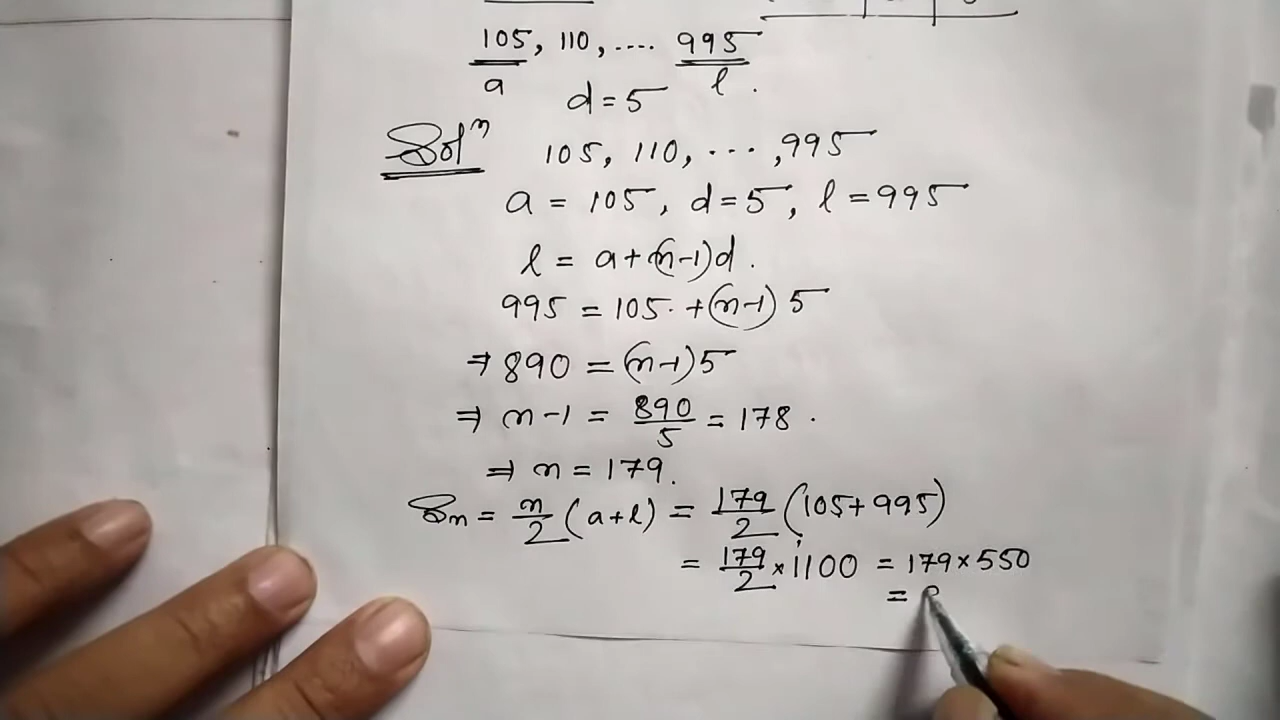 105, 110, .... 995
a l .
d = 5
Solⁿ 105, 110, ... , 995
a = 105, d = 5, l = 995
l = a + (n-1)d .
995 = 105 . + (n-1) 5
⇒ 890 = (n-1) 5
⇒ n - 1 = 890/5 = 178 .
⇒ n = 179 .
Sn = n/2 (a + l) = 179/2 (105 + 995)
= 179/2 × 1100 = 179 × 550
=